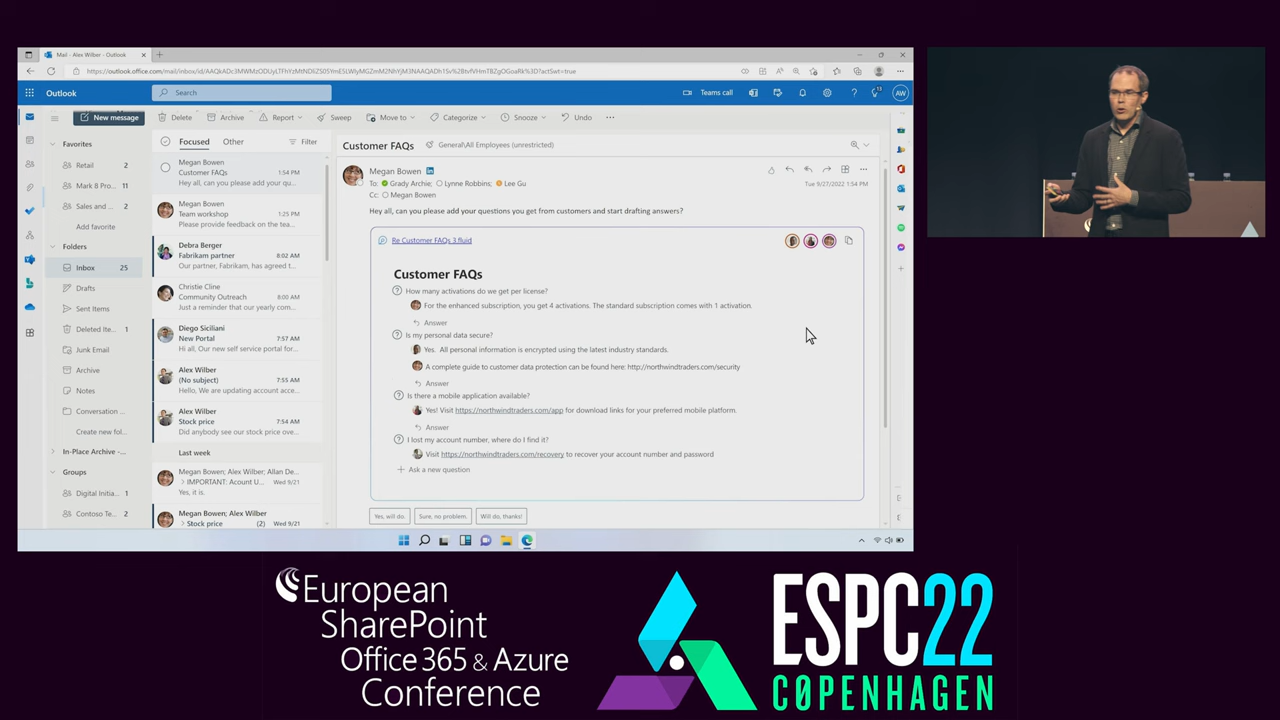 Mail - Alex Wilber - Outlook
Outlook
Search
Teams call
13
AW
New message
Delete
Archive
Report
Sweep
Move to
Categorize
Snooze
Undo
Favorites
Retail 2
Mark 8 Pro... 11
Sales and ... 2
Add favorite
Folders
Inbox 25
Drafts
Sent Items
Deleted Ite... 1
Junk Email
Archive
Notes
Conversation ...
Create new fol...
In-Place Archive -...
Groups
Digital Initia... 1
Contoso Te... 2
Focused Other Filter
Megan Bowen
Customer FAQs 1:54 PM
Hey all, can you please add your qu...
Megan Bowen
Team workshop 1:25 PM
Please provide feedback on the tea...
Debra Berger
Fabrikam partner 8:02 AM
Our partner, Fabrikam, has agreed t...
Christie Cline
Community Outreach 8:00 AM
Just a reminder that our yearly com...
Diego Siciliani
New Portal 7:57 AM
Hi all, Our new self service portal for...
Alex Wilber
(No subject) 7:55 AM
Hello, We are updating account acce...
Alex Wilber
Stock price 7:54 AM
Did anybody see our stock price ove...
Last week
Megan Bowen; Alex Wilber; Allan De...
> IMPORTANT: Acount U... Wed 9/21
Yes, it is.
Megan Bowen; Alex Wilber
> Stock price (2) Wed 9/21
Customer FAQs General\All Employees (unrestricted)
Megan Bowen
To: Grady Archie; Lynne Robbins; Lee Gu
Cc: Megan Bowen
Tue 9/27/2022 1:54 PM
Hey all, can you please add your questions you get from customers and start drafting answers?
Re Customer FAQs 3.fluid
Customer FAQs
How many activations do we get per license?
For the enhanced subscription, you get 4 activations. The standard subscription comes with 1 activation.
Answer
Is my personal data secure?
Yes. All personal information is encrypted using the latest industry standards.
A complete guide to customer data protection can be found here: http://northwindtraders.com/security
Answer
Is there a mobile application available?
Yes! Visit https://northwindtraders.com/app for download links for your preferred mobile platform.
Answer
I lost my account number, where do I find it?
Visit https://northwindtraders.com/recovery to recover your account number and password
Ask a new question
Yes, will do.
Sure, no problem.
Will do, thanks!
European
SharePoint
Office 365 & Azure
Conference
ESPC22
CØPENHAGEN